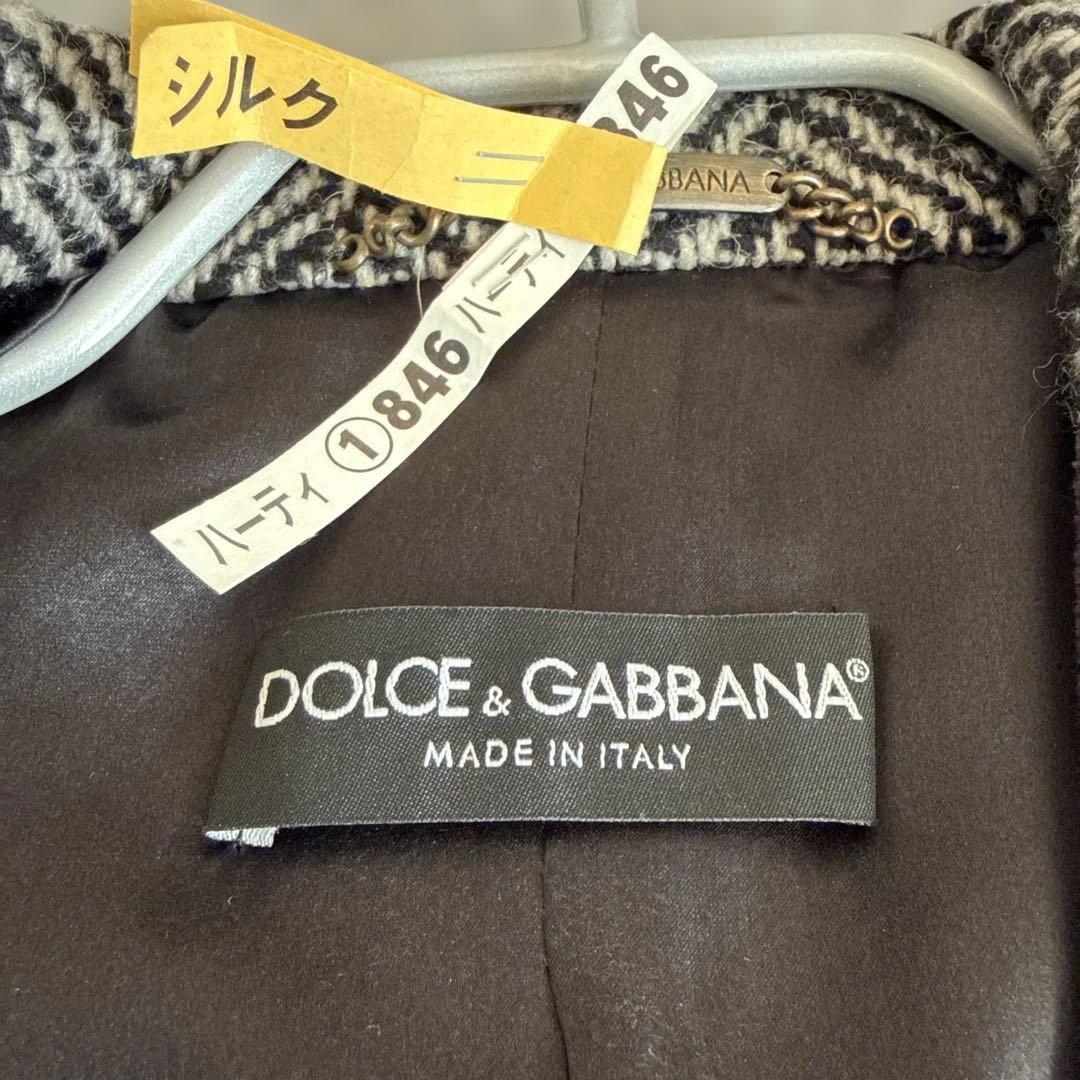 シルク
846
BBANA
ハーティ ① 846 ハーティ
DOLCE & GABBANA®
MADE IN ITALY